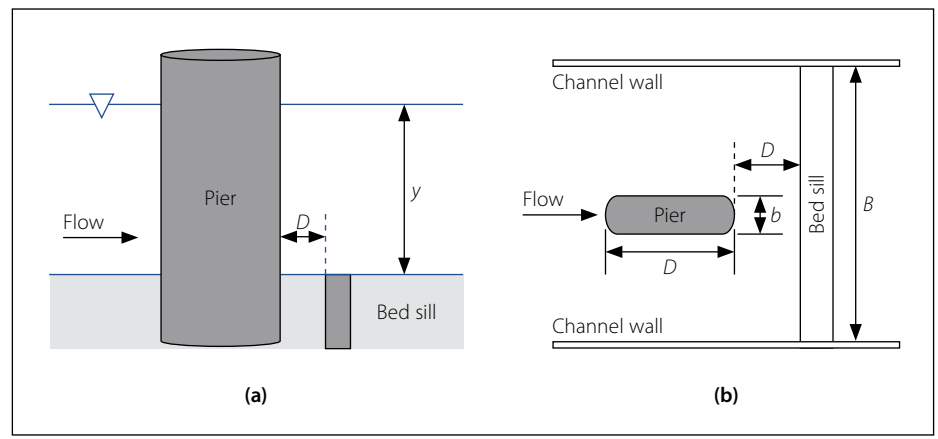 Pier
y
Flow
D
Bed sill
(a)
Channel wall
D
Flow
Pier
b
Bed sill
B
D
Channel wall
(b)